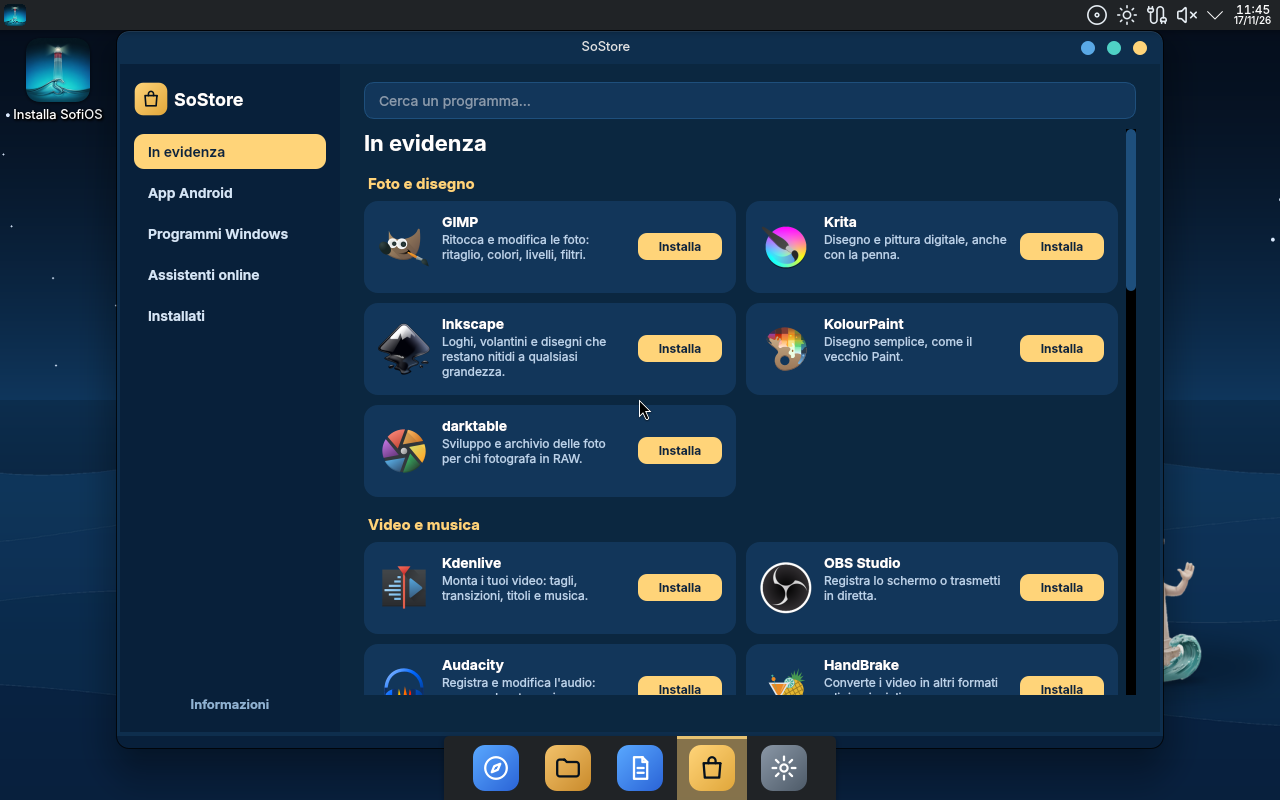 11:45
17/11/26
SoStore
Installa SofiOS
SoStore
Cerca un programma...
In evidenza
App Android
Programmi Windows
Assistenti online
Installati
Informazioni
In evidenza
Foto e disegno
GIMP
Ritocca e modifica le foto:
ritaglio, colori, livelli, filtri.
Installa
Krita
Disegno e pittura digitale, anche
con la penna.
Installa
Inkscape
Loghi, volantini e disegni che
restano nitidi a qualsiasi
grandezza.
Installa
KolourPaint
Disegno semplice, come il
vecchio Paint.
Installa
darktable
Sviluppo e archivio delle foto
per chi fotografa in RAW.
Installa
Video e musica
Kdenlive
Monta i tuoi video: tagli,
transizioni, titoli e musica.
Installa
OBS Studio
Registra lo schermo o trasmetti
in diretta.
Installa
Audacity
Registra e modifica l'audio:
Installa
HandBrake
Converte i video in altri formati
Installa